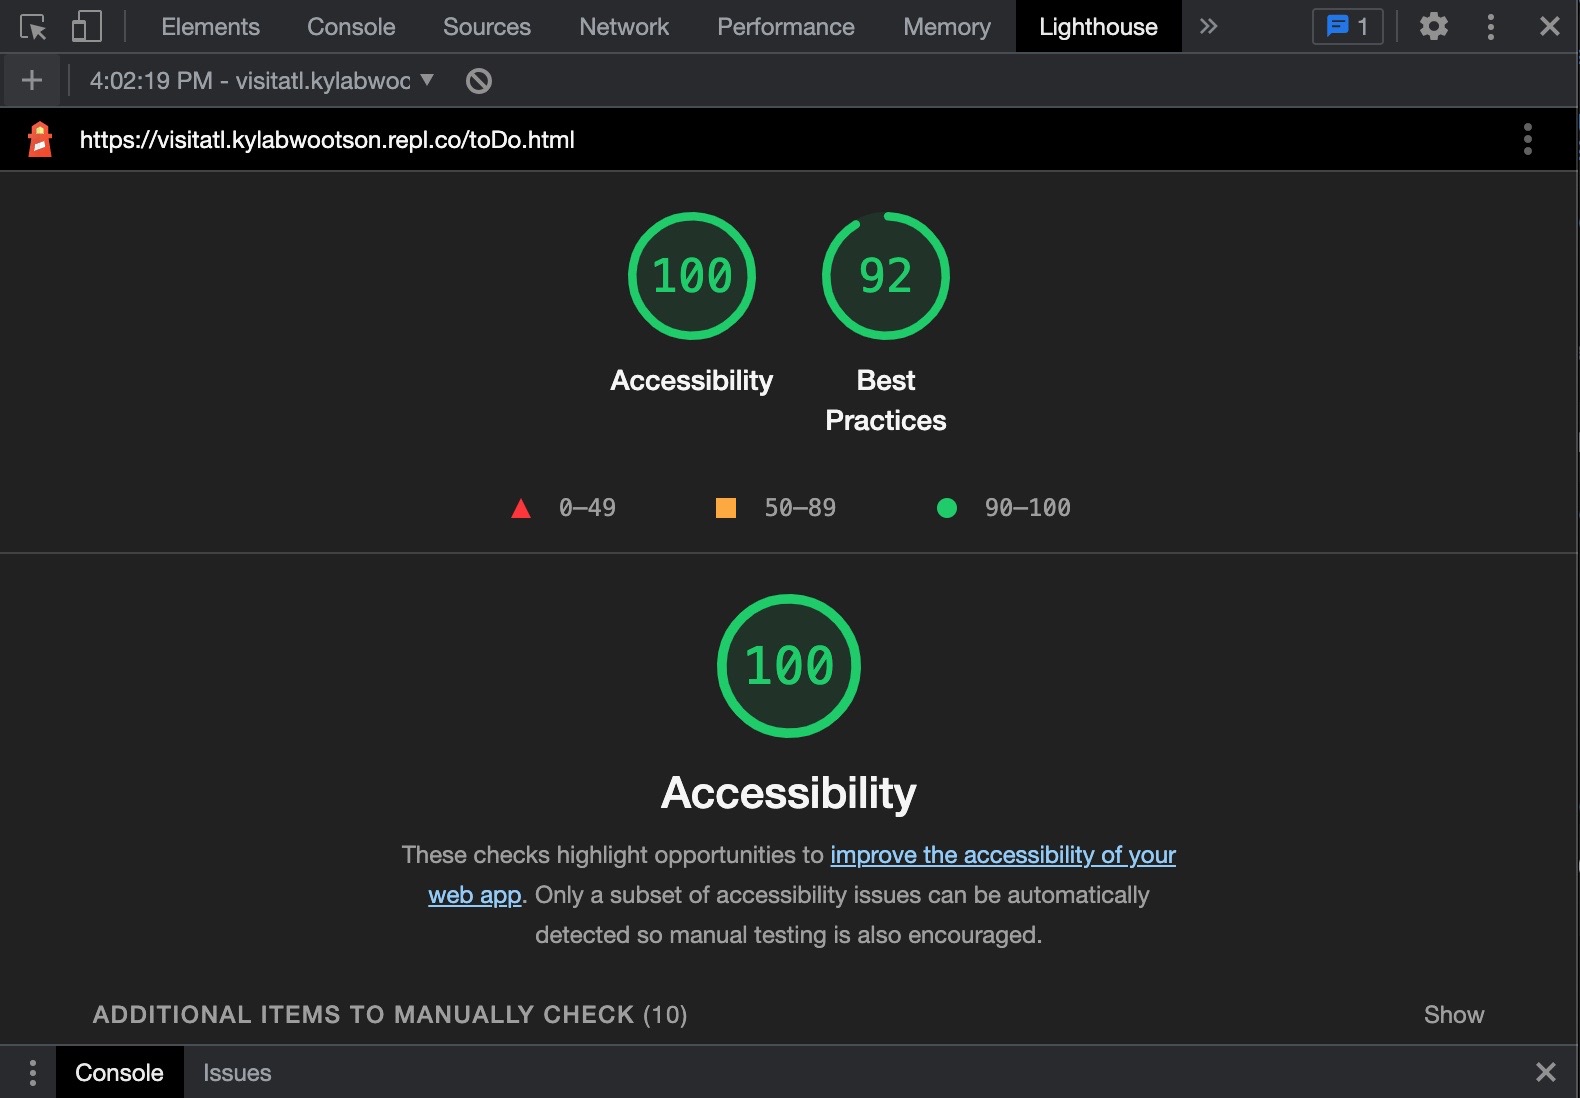 Elements Console Sources Network Performance Memory Lighthouse 1
4:02:19 PM - visitatl.kylabwoc
https://visitatl.kylabwootson.repl.co/toDo.html
100 92
Accessibility Best
Practices
0–49 50–89 90–100
100
Accessibility
These checks highlight opportunities to improve the accessibility of your
web app. Only a subset of accessibility issues can be automatically
detected so manual testing is also encouraged.
ADDITIONAL ITEMS TO MANUALLY CHECK (10) Show
Console Issues